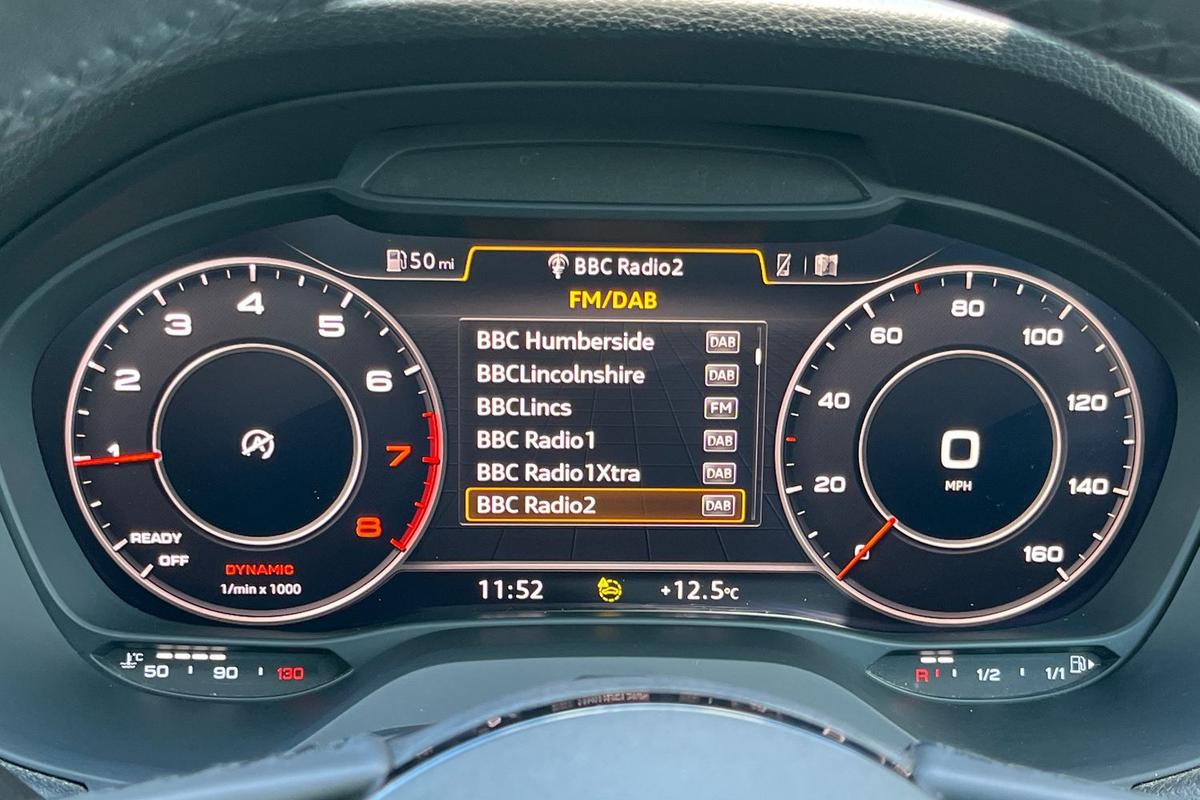 50 mi
BBC Radio2
FM/DAB
BBC Humberside DAB
BBCLincolnshire DAB
BBCLincs FM
BBC Radio1 DAB
BBC Radio1Xtra DAB
BBC Radio2 DAB
11:52
+12.5°C
READY
OFF
1
2
3
4
5
6
7
8
DYNAMIC
1/min x 1000
0
20
40
60
80
100
120
140
160
0
MPH
°C
50
90
130
R
1/2
1/1